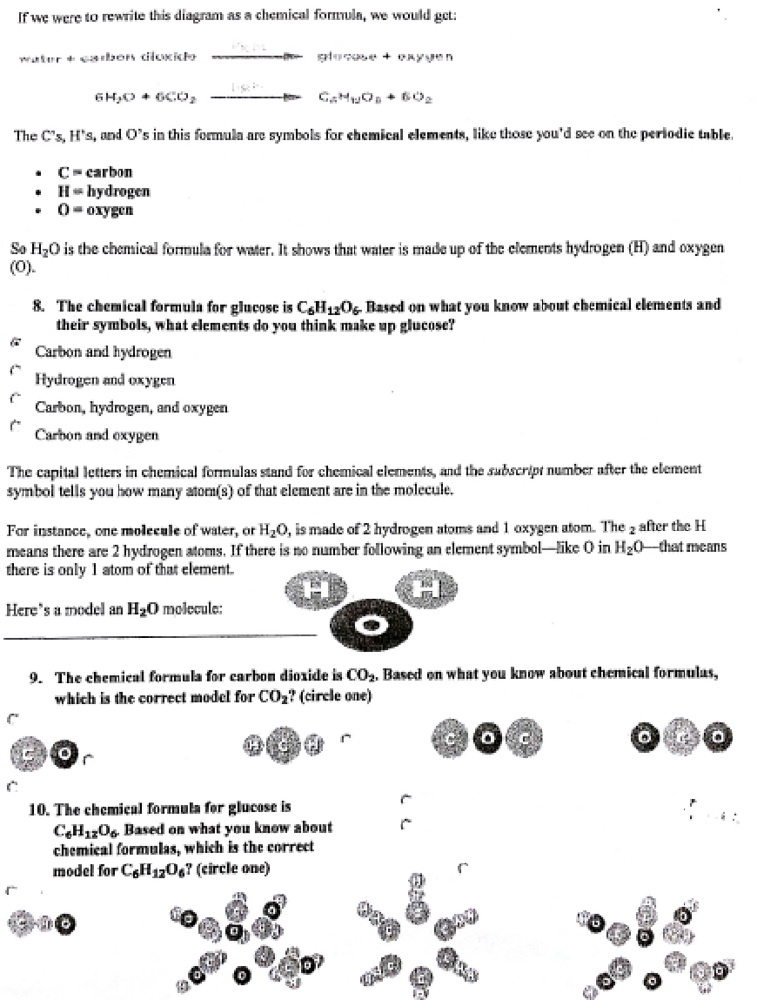 If we were to rewrite this diagram as a chemical formula, we would get:
water + carbon dioxide light glucose + oxygen
6H₂O + 6CO₂ light C₆H₁₂O₆ + 6O₂
The C's, H's, and O's in this formula are symbols for chemical elements, like those you'd see on the periodic table.
• C = carbon
• H = hydrogen
• O = oxygen
So H₂O is the chemical formula for water. It shows that water is made up of the elements hydrogen (H) and oxygen
(O).
8. The chemical formula for glucose is C₆H₁₂O₆. Based on what you know about chemical elements and
their symbols, what elements do you think make up glucose?
Carbon and hydrogen
Hydrogen and oxygen
Carbon, hydrogen, and oxygen
Carbon and oxygen
The capital letters in chemical formulas stand for chemical elements, and the subscript number after the element
symbol tells you how many atom(s) of that element are in the molecule.
For instance, one molecule of water, or H₂O, is made of 2 hydrogen atoms and 1 oxygen atom. The ₂ after the H
means there are 2 hydrogen atoms. If there is no number following an element symbol—like O in H₂O—that means
there is only 1 atom of that element.
H H
Here's a model an H₂O molecule:
O
9. The chemical formula for carbon dioxide is CO₂. Based on what you know about chemical formulas,
which is the correct model for CO₂? (circle one)
C O H C H C O C O C O
10. The chemical formula for glucose is
C₆H₁₂O₆. Based on what you know about
chemical formulas, which is the correct
model for C₆H₁₂O₆? (circle one)
C H O